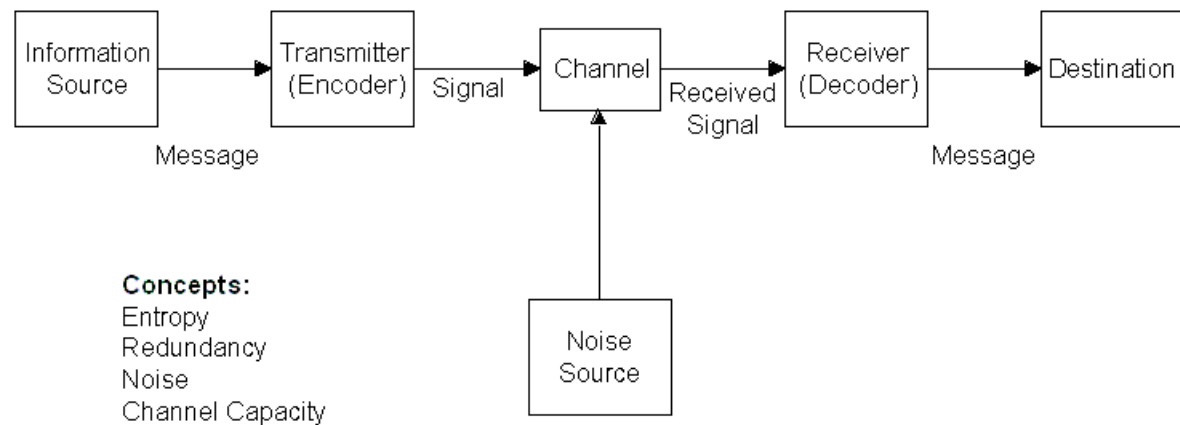 Information
Source
Transmitter
(Encoder)
Channel
Receiver
(Decoder)
Destination
Message
Signal
Received
Signal
Message
Concepts:
Entropy
Redundancy
Noise
Channel Capacity
Noise
Source